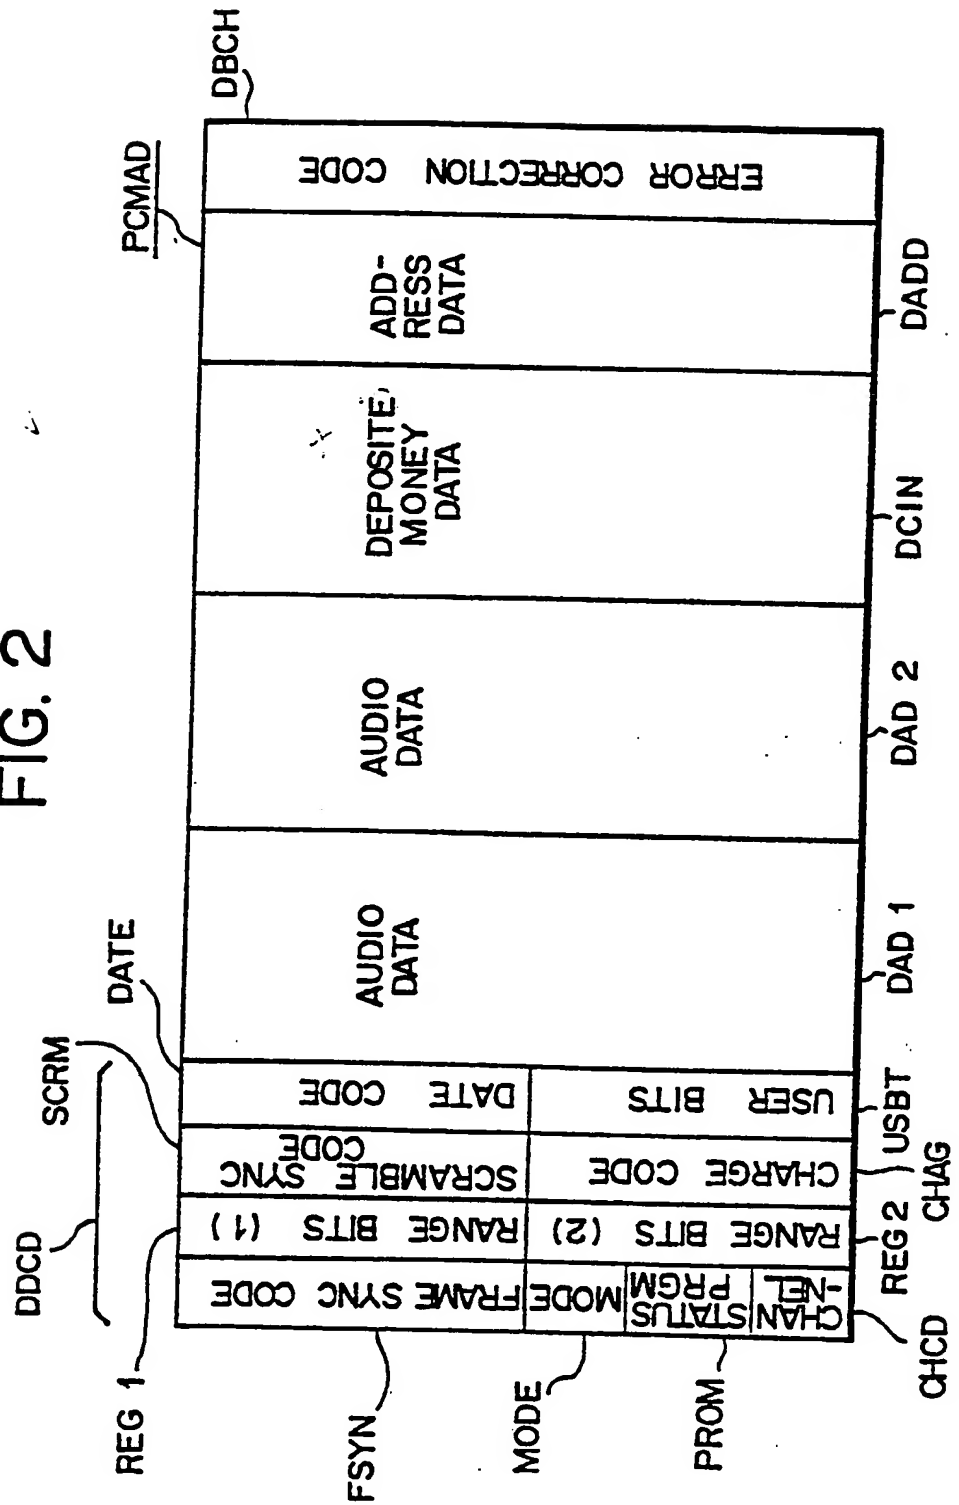 FIG. 2
DDCD
SCRM
DATE
PCMAD
DBCH
REG 1
FSYN
MODE
PROM
FRAME SYNC CODE
MODE
STATUS
PRGM
CHAN
-NEL
RANGE BITS (1)
RANGE BITS (2)
SCRAMBLE SYNC
CODE
CHARGE CODE
DATE CODE
USER BITS
AUDIO
DATA
AUDIO
DATA
DEPOSITE
MONEY
DATA
ADD-
RESS
DATA
ERROR CORRECTION CODE
CHCD
REG 2
CHAG
USBT
DAD 1
DAD 2
DCIN
DADD